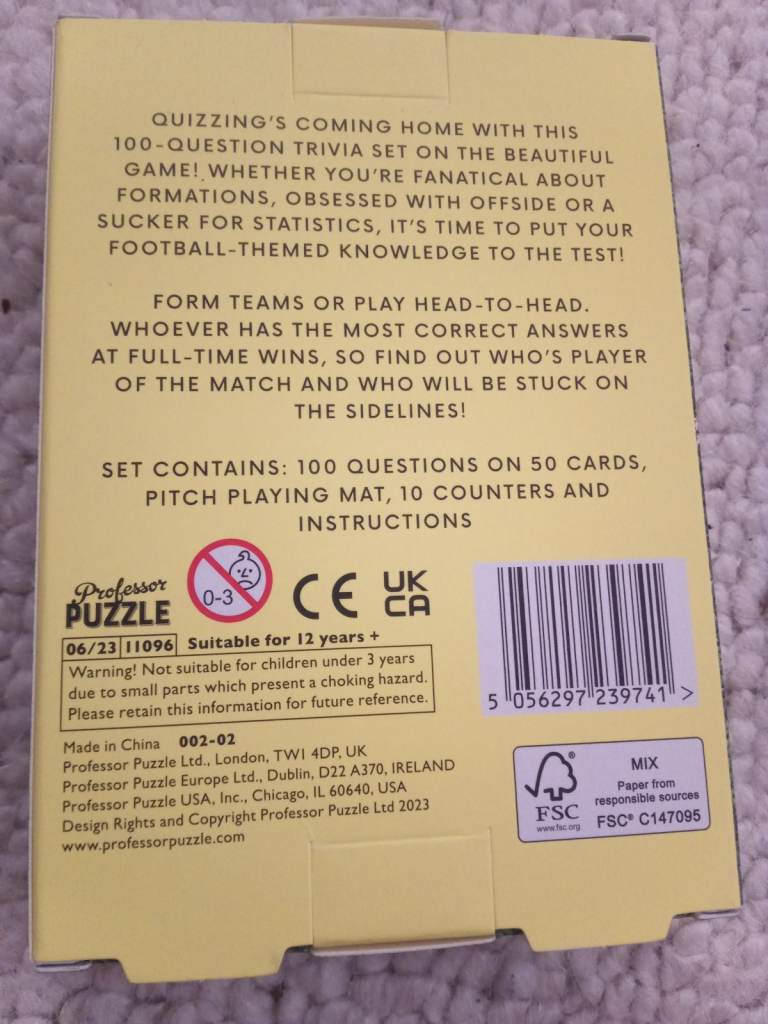 QUIZZING'S COMING HOME WITH THIS
100-QUESTION TRIVIA SET ON THE BEAUTIFUL
GAME! WHETHER YOU'RE FANATICAL ABOUT
FORMATIONS, OBSESSED WITH OFFSIDE OR A
SUCKER FOR STATISTICS, IT'S TIME TO PUT YOUR
FOOTBALL-THEMED KNOWLEDGE TO THE TEST!
FORM TEAMS OR PLAY HEAD-TO-HEAD.
WHOEVER HAS THE MOST CORRECT ANSWERS
AT FULL-TIME WINS, SO FIND OUT WHO'S PLAYER
OF THE MATCH AND WHO WILL BE STUCK ON
THE SIDELINES!
SET CONTAINS: 100 QUESTIONS ON 50 CARDS,
PITCH PLAYING MAT, 10 COUNTERS AND
INSTRUCTIONS
Professor
PUZZLE
0-3
CE
UK
CA
06/23 11096 Suitable for 12 years +
Warning! Not suitable for children under 3 years
due to small parts which present a choking hazard.
Please retain this information for future reference.
Made in China 002-02
Professor Puzzle Ltd., London, TW1 4DP, UK
Professor Puzzle Europe Ltd., Dublin, D22 A370, IRELAND
Professor Puzzle USA, Inc., Chicago, IL 60640, USA
Design Rights and Copyright Professor Puzzle Ltd 2023
www.professorpuzzle.com
5 056297 239741 >
®
FSC
www.fsc.org
MIX
Paper from
responsible sources
FSC® C147095